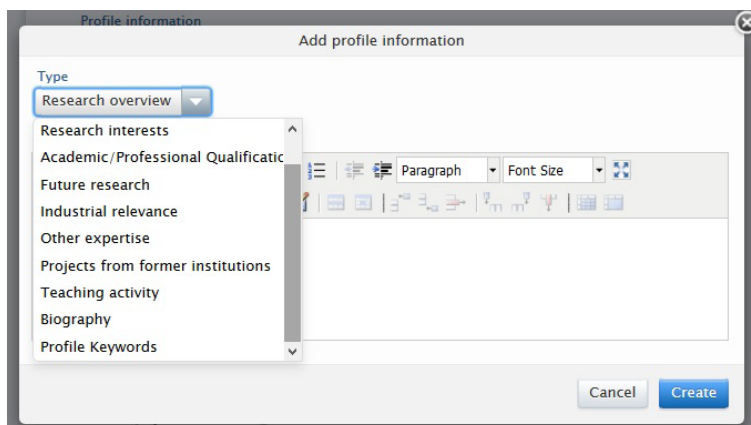 Profile information
Add profile information
Type
Research overview
Research interests
Academic/Professional Qualificatic
Future research
Industrial relevance
Other expertise
Projects from former institutions
Teaching activity
Biography
Profile Keywords
Paragraph Font Size
Cancel Create